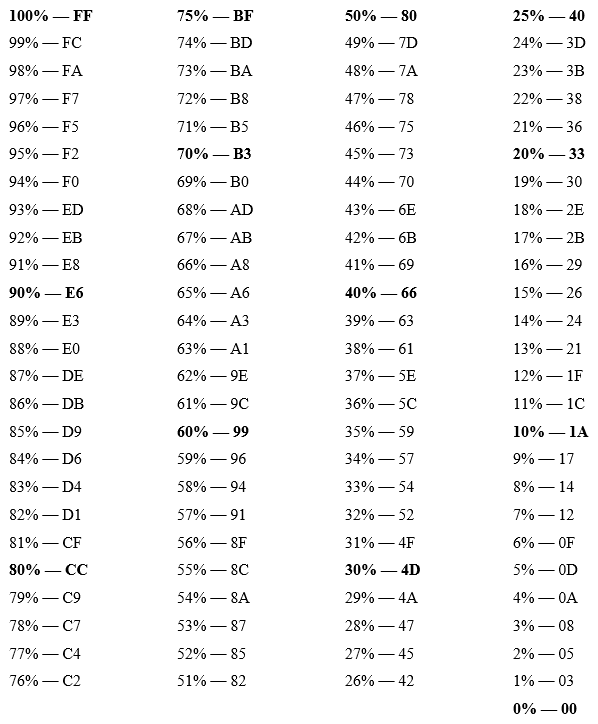 100% — FF
99% — FC
98% — FA
97% — F7
96% — F5
95% — F2
94% — F0
93% — ED
92% — EB
91% — E8
90% — E6
89% — E3
88% — E0
87% — DE
86% — DB
85% — D9
84% — D6
83% — D4
82% — D1
81% — CF
80% — CC
79% — C9
78% — C7
77% — C4
76% — C2
75% — BF
74% — BD
73% — BA
72% — B8
71% — B5
70% — B3
69% — B0
68% — AD
67% — AB
66% — A8
65% — A6
64% — A3
63% — A1
62% — 9E
61% — 9C
60% — 99
59% — 96
58% — 94
57% — 91
56% — 8F
55% — 8C
54% — 8A
53% — 87
52% — 85
51% — 82
50% — 80
49% — 7D
48% — 7A
47% — 78
46% — 75
45% — 73
44% — 70
43% — 6E
42% — 6B
41% — 69
40% — 66
39% — 63
38% — 61
37% — 5E
36% — 5C
35% — 59
34% — 57
33% — 54
32% — 52
31% — 4F
30% — 4D
29% — 4A
28% — 47
27% — 45
26% — 42
25% — 40
24% — 3D
23% — 3B
22% — 38
21% — 36
20% — 33
19% — 30
18% — 2E
17% — 2B
16% — 29
15% — 26
14% — 24
13% — 21
12% — 1F
11% — 1C
10% — 1A
9% — 17
8% — 14
7% — 12
6% — 0F
5% — 0D
4% — 0A
3% — 08
2% — 05
1% — 03
0% — 00